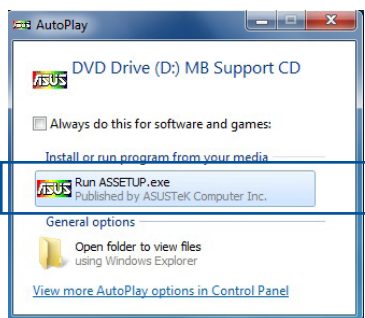 AutoPlay
DVD Drive (D:) MB Support CD
Always do this for software and games:
Install or run program from your media
Run ASSETUP.exe
Published by ASUSTeK Computer Inc.
General options
Open folder to view files
using Windows Explorer
View more AutoPlay options in Control Panel